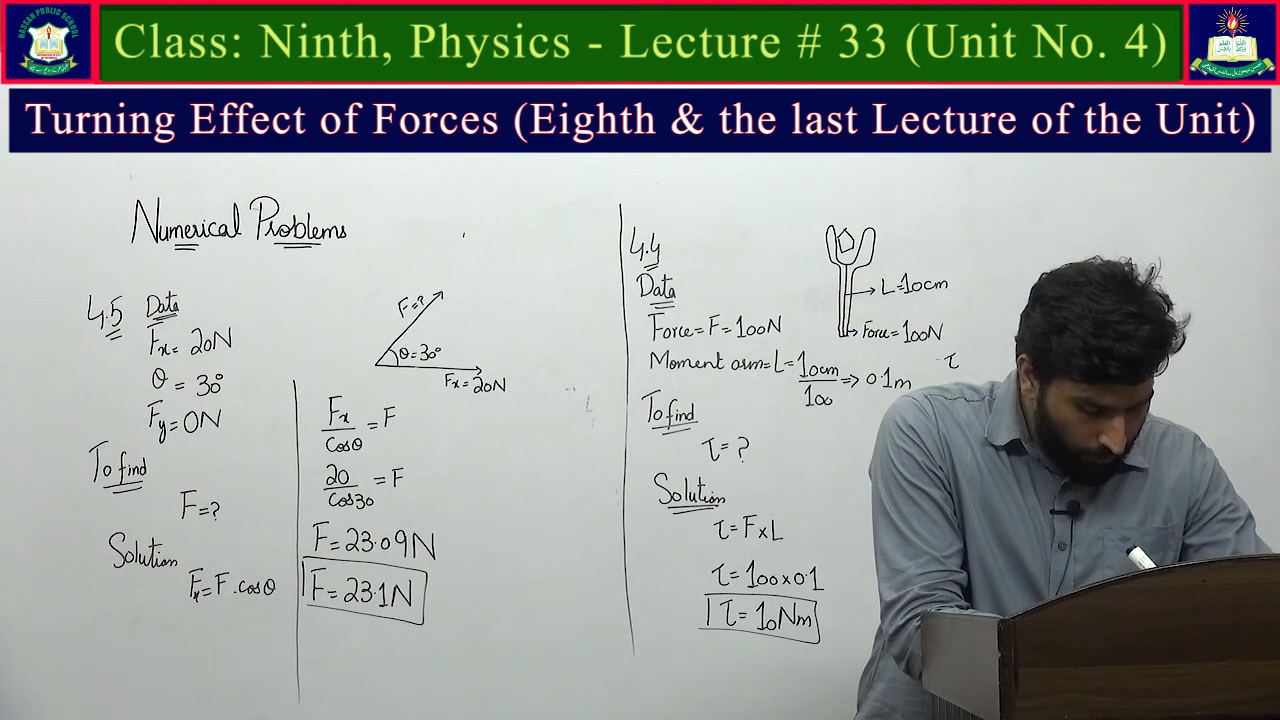 Class: Ninth, Physics - Lecture # 33 (Unit No. 4)
HASSAN PUBLIC SCHOOL
Turning Effect of Forces (Eighth & the last Lecture of the Unit)
Numerical Problems
4.5 Data
Fx = 20N
θ = 30°
Fy = 0N
To find
F = ?
Solution
Fx = F . cosθ
F = ?
θ = 30°
Fx = 20N
Fx/cosθ = F
20/cos30 = F
F = 23.09N
F = 23.1N
4.4
Data
Force = F = 100N
Moment arm = L = 10cm/100 => 0.1m
To find
τ = ?
Solution
τ = F x L
τ = 100 x 0.1
τ = 10Nm
L = 10cm
Force = 100N
τ